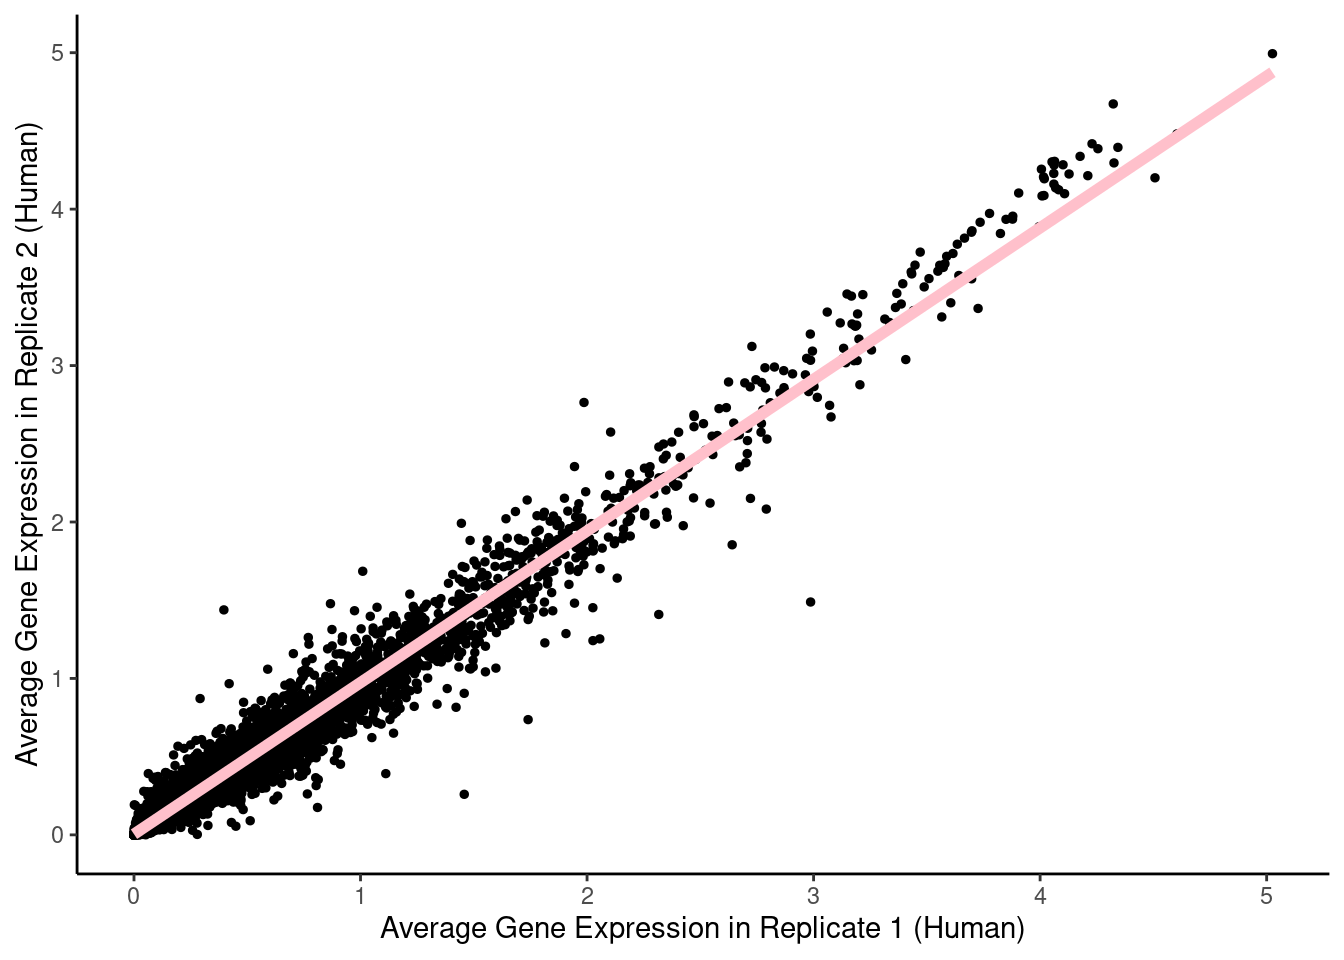 Average Gene Expression in Replicate 2 (Human)
5
4
3
2
1
0
0 1 2 3 4 5
Average Gene Expression in Replicate 1 (Human)